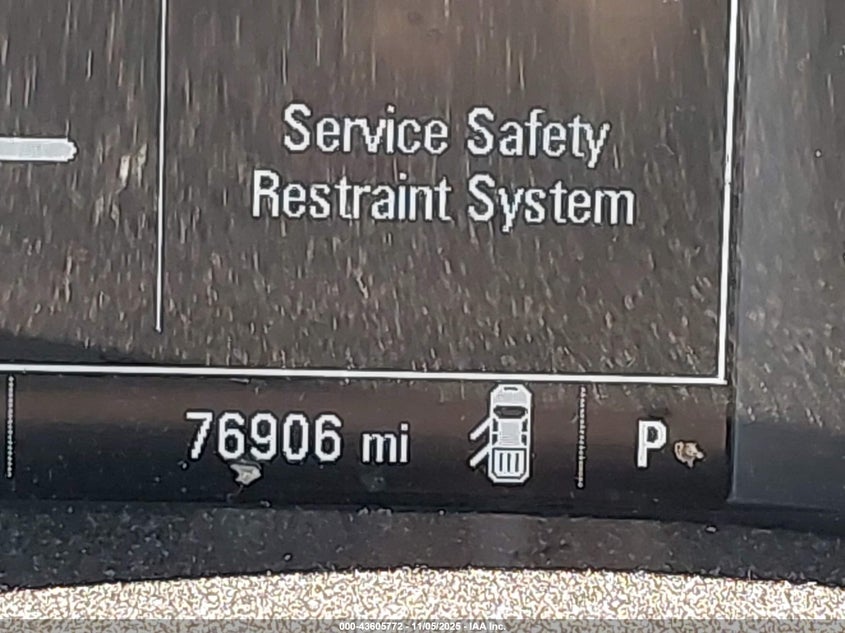 Service Safety
Restraint System
76906 mi
P
000-43605772 - 11/05/2025 - IAA Inc.